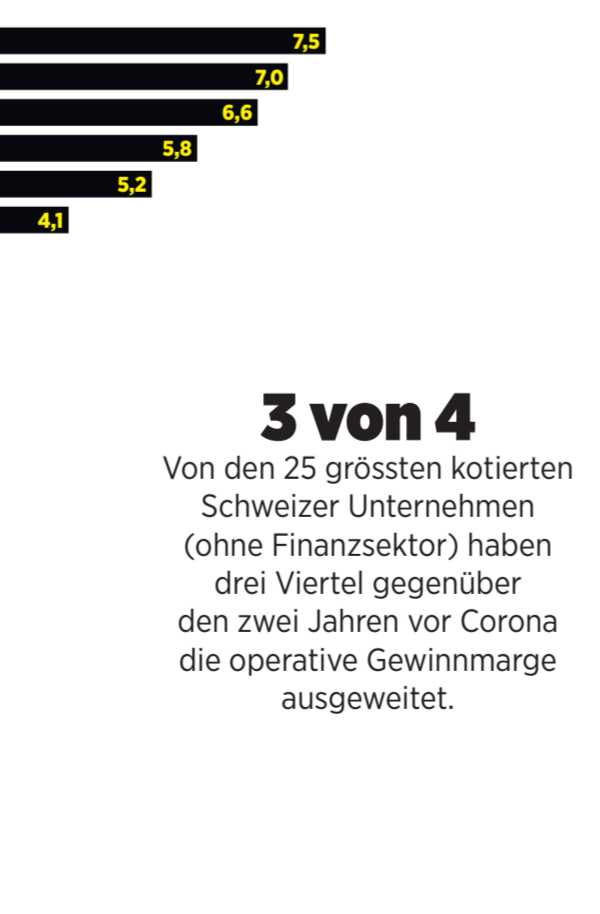 7,5
7,0
6,6
5,8
5,2
4,1
3 von 4
Von den 25 grössten kotierten
Schweizer Unternehmen
(ohne Finanzsektor) haben
drei Viertel gegenüber
den zwei Jahren vor Corona
die operative Gewinnmarge
ausgeweitet.